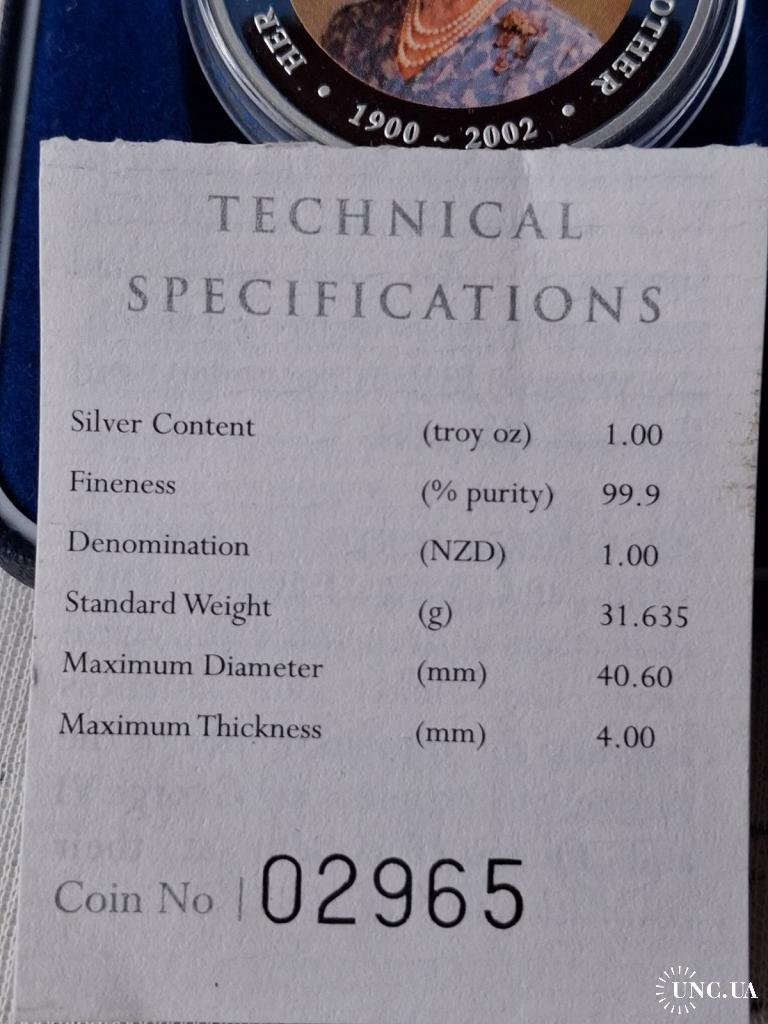 HER • 1900 ~ 2002 • OTHER
TECHNICAL
SPECIFICATIONS
Silver Content (troy oz) 1.00
Fineness (% purity) 99.9
Denomination (NZD) 1.00
Standard Weight (g) 31.635
Maximum Diameter (mm) 40.60
Maximum Thickness (mm) 4.00
Coin No | 02965
UNC.UA